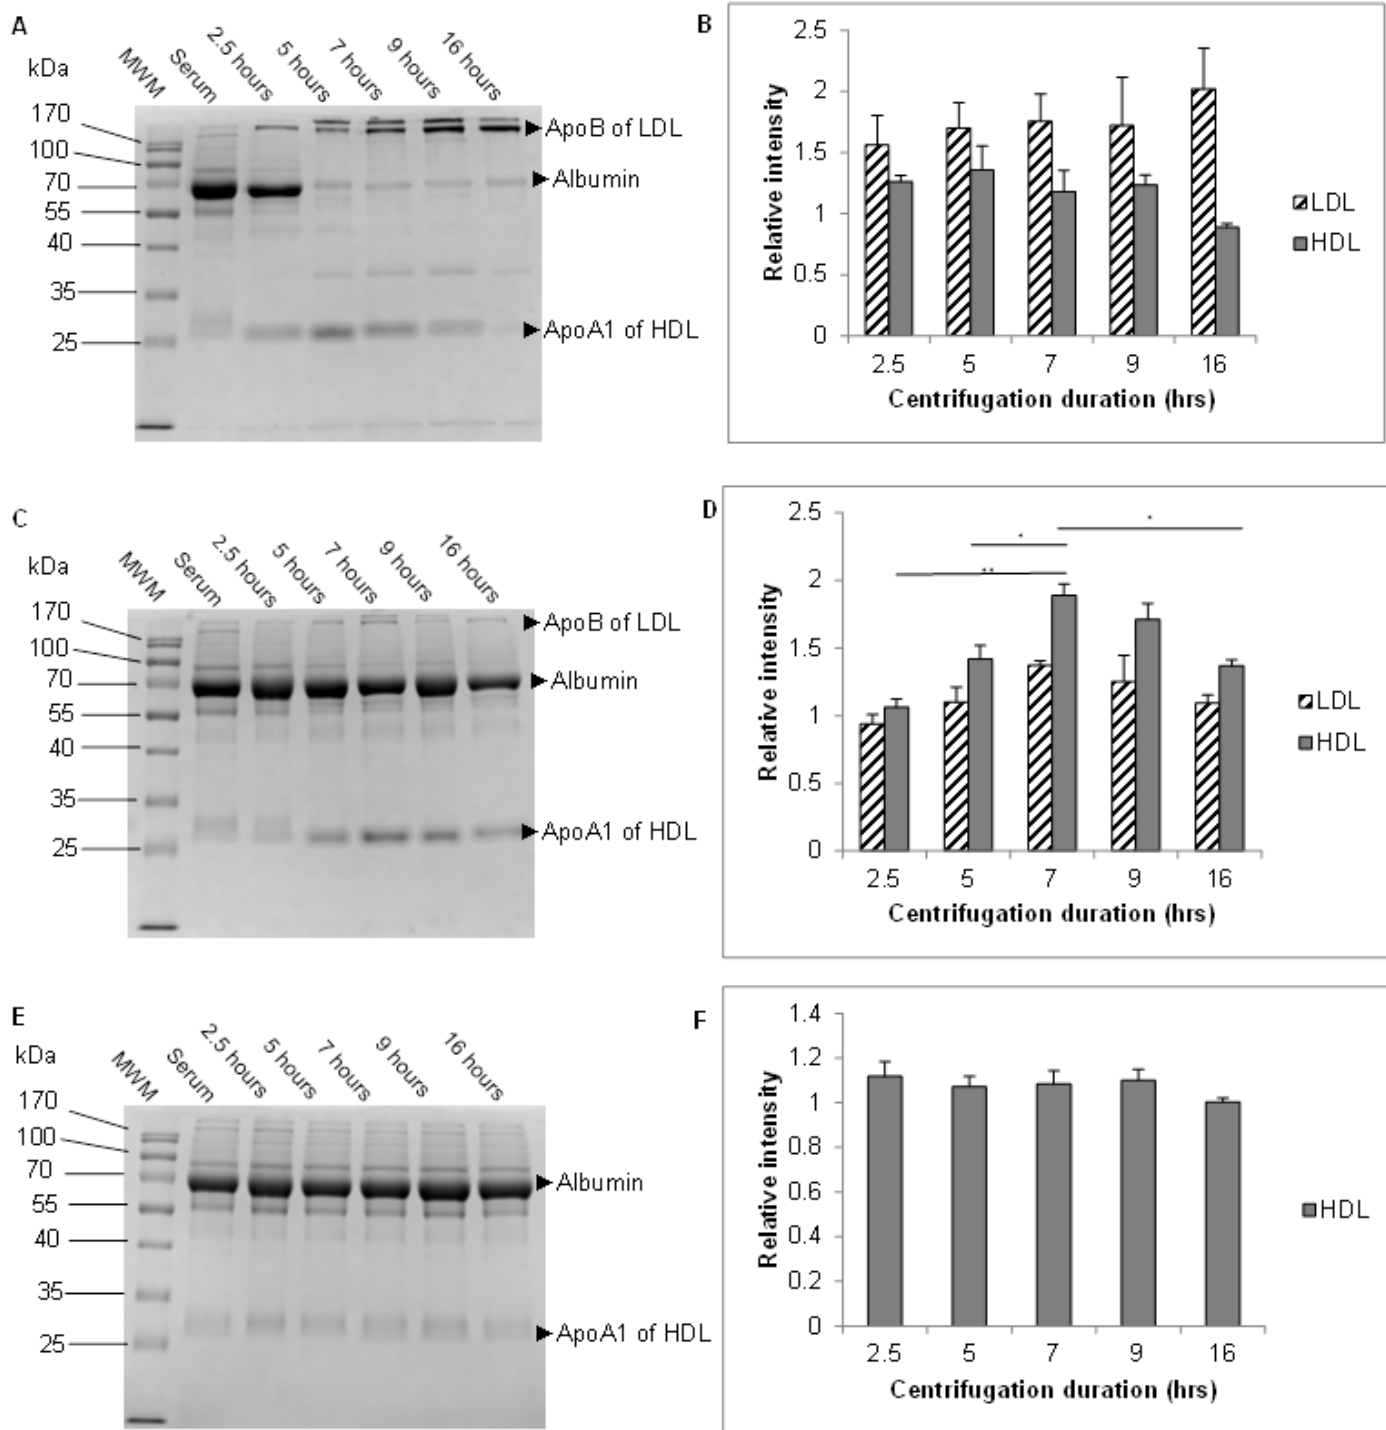 A
kDa
MWM
Serum
2.5 hours
5 hours
7 hours
9 hours
16 hours
170
100
70
55
40
35
25
ApoB of LDL
Albumin
ApoA1 of HDL
B
2.5
2
1.5
1
0.5
0
Relative intensity
2.5 5 7 9 16
Centrifugation duration (hrs)
LDL
HDL
C
kDa
MWM
Serum
2.5 hours
5 hours
7 hours
9 hours
16 hours
170
100
70
55
40
35
25
ApoB of LDL
Albumin
ApoA1 of HDL
D
2.5
2
1.5
1
0.5
0
Relative intensity
*
*
**
2.5 5 7 9 16
Centrifugation duration (hrs)
LDL
HDL
E
kDa
MWM
Serum
2.5 hours
5 hours
7 hours
9 hours
16 hours
170
100
70
55
40
35
25
Albumin
ApoA1 of HDL
F
1.4
1.2
1
0.8
0.6
0.4
0.2
0
Relative intensity
2.5 5 7 9 16
Centrifugation duration (hrs)
HDL